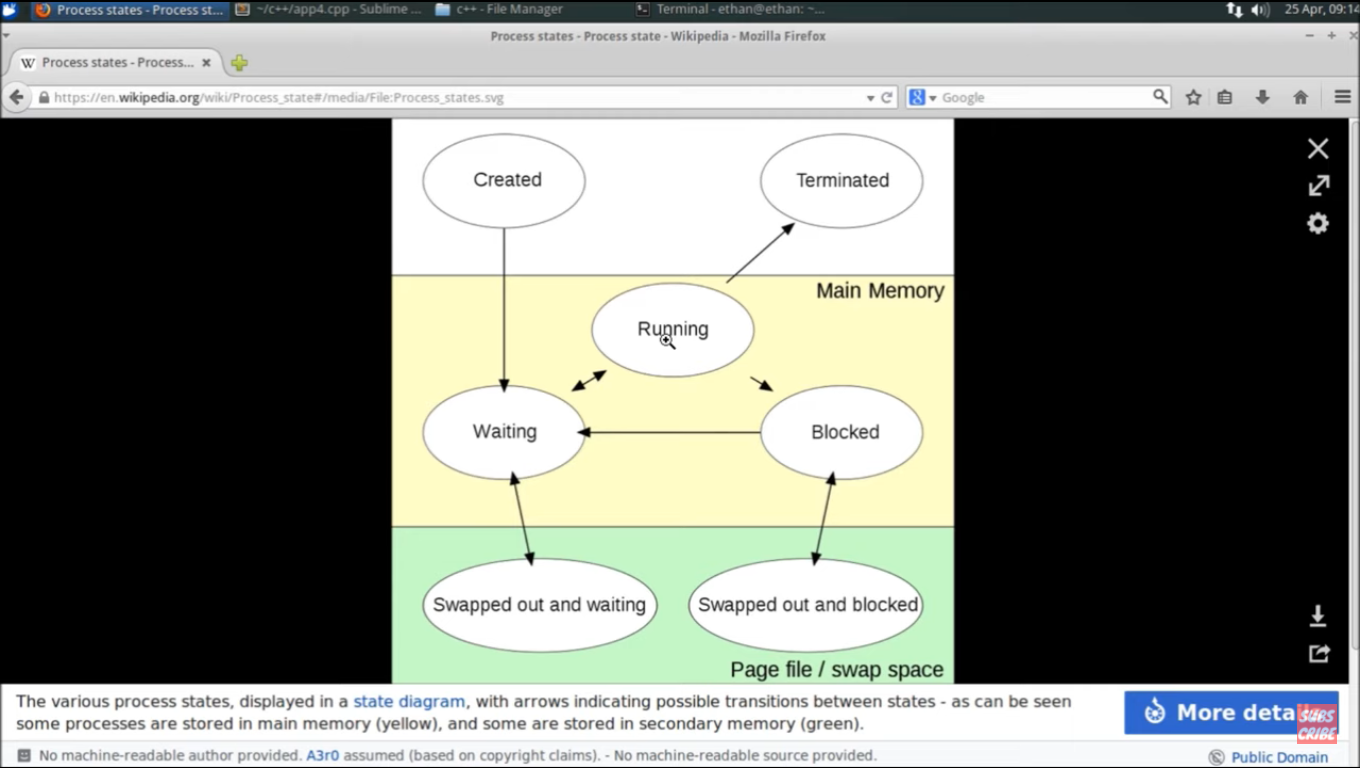 Process states - Process st...
~/c++/app4.cpp - Sublime ...
c++ - File Manager
Terminal - ethan@ethan: ~...
25 Apr, 09:14
Process states - Process state - Wikipedia - Mozilla Firefox
W Process states - Process...
https://en.wikipedia.org/wiki/Process_state#/media/File:Process_states.svg
8 Google
Created
Terminated
Main Memory
Running
Waiting
Blocked
Swapped out and waiting
Swapped out and blocked
Page file / swap space
The various process states, displayed in a state diagram, with arrows indicating possible transitions between states - as can be seen
some processes are stored in main memory (yellow), and some are stored in secondary memory (green).
More deta
SUBS
CRIBE
No machine-readable author provided. A3r0 assumed (based on copyright claims). - No machine-readable source provided.
Public Domain